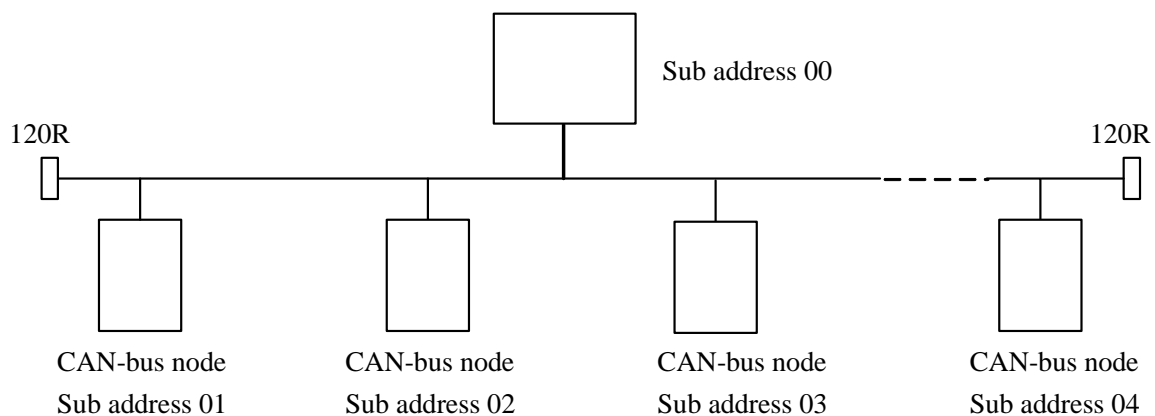 Sub address 00
120R
120R
CAN-bus node
Sub address 01
CAN-bus node
Sub address 02
CAN-bus node
Sub address 03
CAN-bus node
Sub address 04